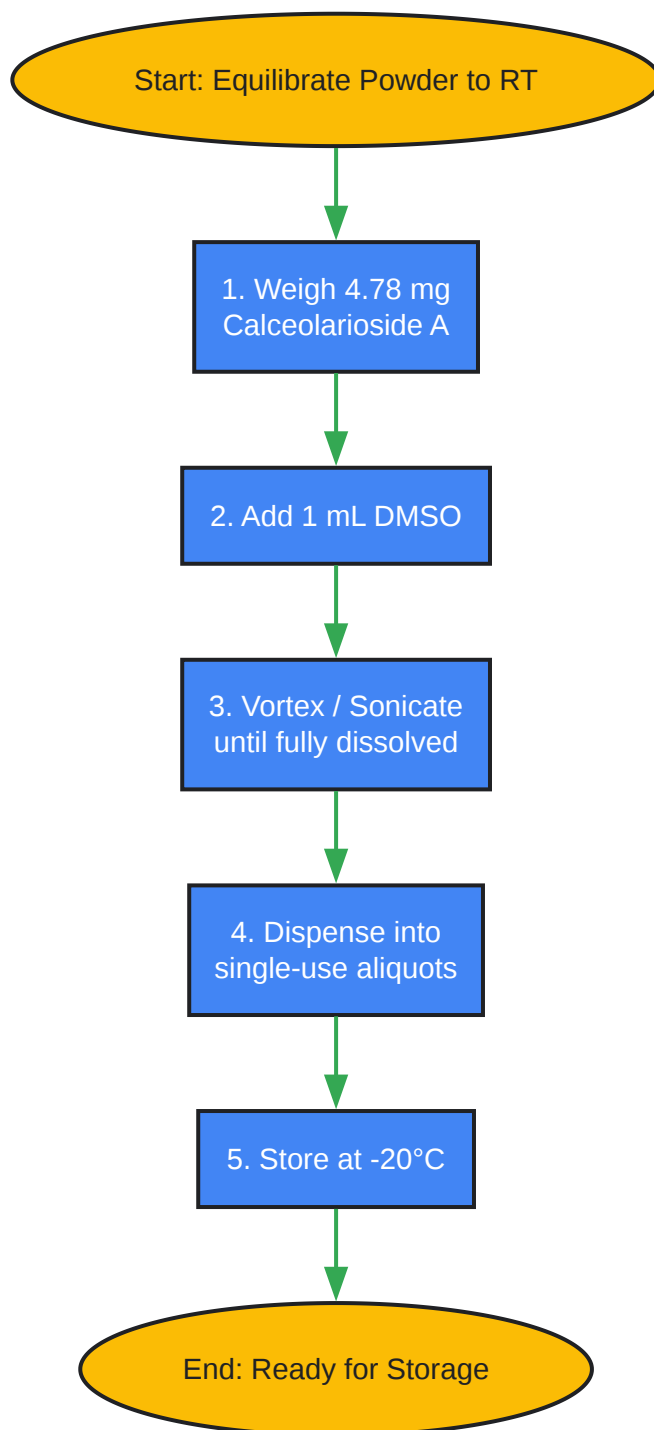 Start: Equilibrate Powder to RT
1. Weigh 4.78 mg
Calceolarioside A
2. Add 1 mL DMSO
3. Vortex / Sonicate
until fully dissolved
4. Dispense into
single-use aliquots
5. Store at -20°C
End: Ready for Storage